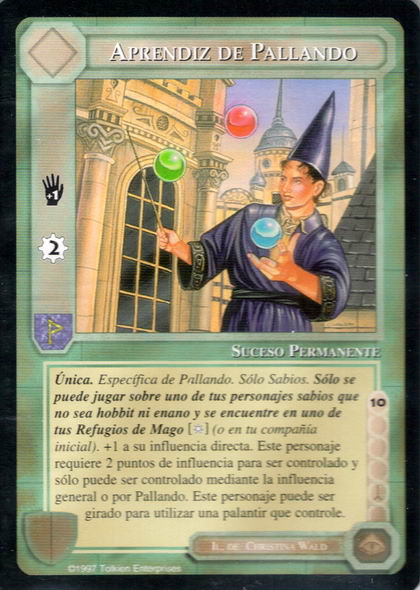 APRENDIZ DE PALLANDO
+1
2
SUCESO PERMANENTE
Única. Específica de Pallando. Sólo Sabios. Sólo se
puede jugar sobre uno de tus personajes sabios que
no sea hobbit ni enano y se encuentre en uno de
tus Refugios de Mago [ ] (o en tu compañía
inicial). +1 a su influencia directa. Este personaje
requiere 2 puntos de influencia para ser controlado y
sólo puede ser controlado mediante la influencia
general o por Pallando. Este personaje puede ser
girado para utilizar una palantir que controle.
10
IL. DE CHRISTINA WALD
©1997 Tolkien Enterprises